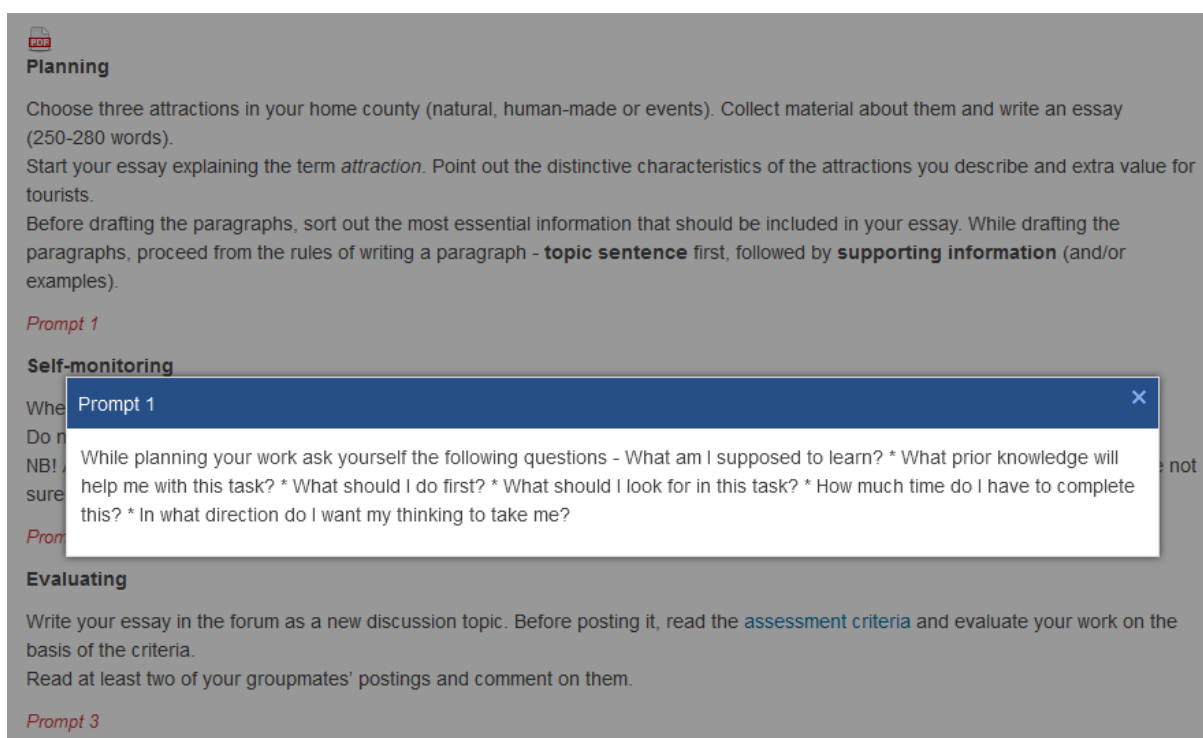 PDF
Planning
Choose three attractions in your home county (natural, human-made or events). Collect material about them and write an essay
(250-280 words).
Start your essay explaining the term attraction. Point out the distinctive characteristics of the attractions you describe and extra value for
tourists.
Before drafting the paragraphs, sort out the most essential information that should be included in your essay. While drafting the
paragraphs, proceed from the rules of writing a paragraph - topic sentence first, followed by supporting information (and/or
examples).
Prompt 1
Self-monitoring
Whe
Prompt 1
×
Do n
NB!
not
sure
While planning your work ask yourself the following questions - What am I supposed to learn? * What prior knowledge will
help me with this task? * What should I do first? * What should I look for in this task? * How much time do I have to complete
this? * In what direction do I want my thinking to take me?
Prom
Evaluating
Write your essay in the forum as a new discussion topic. Before posting it, read the assessment criteria and evaluate your work on the
basis of the criteria.
Read at least two of your groupmates' postings and comment on them.
Prompt 3